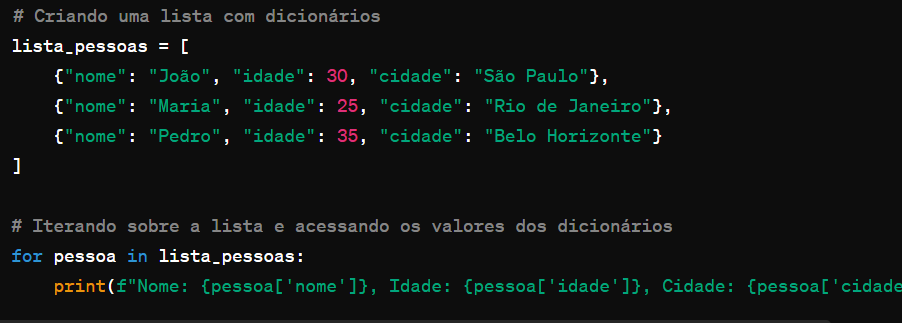 # Criando uma lista com dicionários
lista_pessoas = [
    {"nome": "João", "idade": 30, "cidade": "São Paulo"},
    {"nome": "Maria", "idade": 25, "cidade": "Rio de Janeiro"},
    {"nome": "Pedro", "idade": 35, "cidade": "Belo Horizonte"}
]
# Iterando sobre a lista e acessando os valores dos dicionários
for pessoa in lista_pessoas:
    print(f"Nome: {pessoa['nome']}, Idade: {pessoa['idade']}, Cidade: {pessoa['cidade